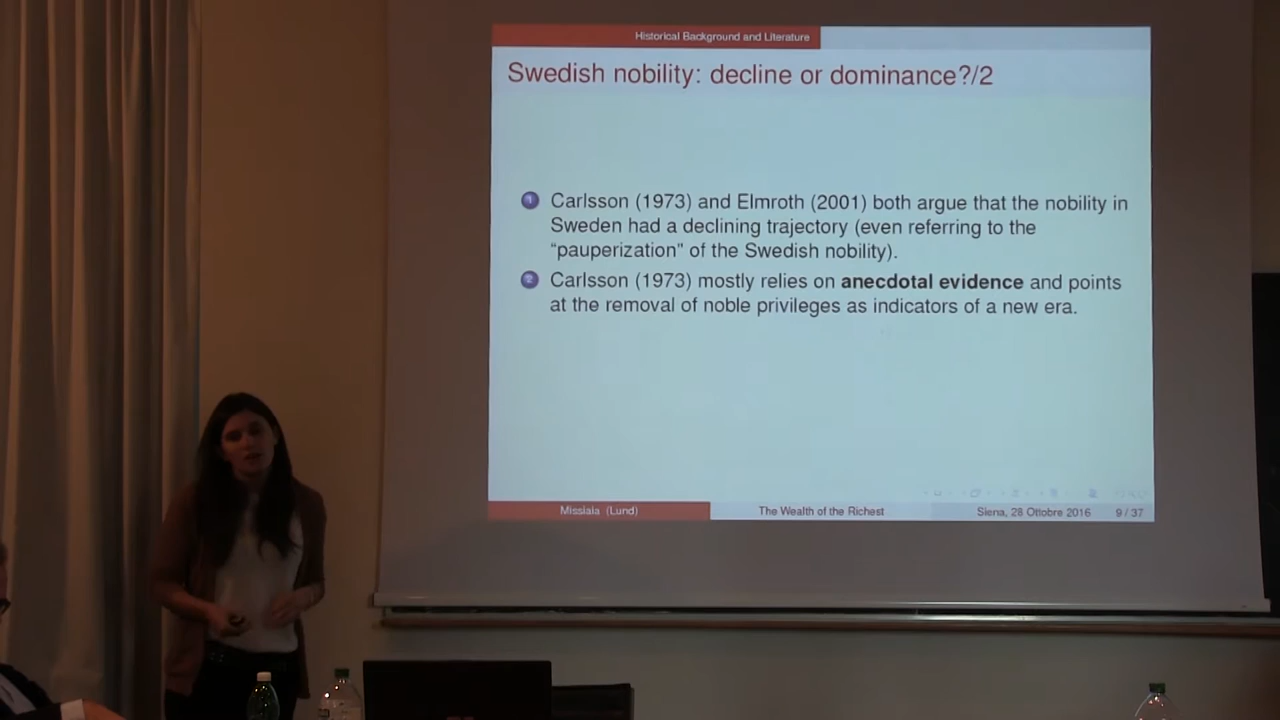 Historical Background and Literature
Swedish nobility: decline or dominance?/2
1 Carlsson (1973) and Elmroth (2001) both argue that the nobility in
Sweden had a declining trajectory (even referring to the
“pauperization” of the Swedish nobility).
2 Carlsson (1973) mostly relies on anecdotal evidence and points
at the removal of noble privileges as indicators of a new era.
Missiaia (Lund) The Wealth of the Richest Siena, 28 Ottobre 2016 9 / 37